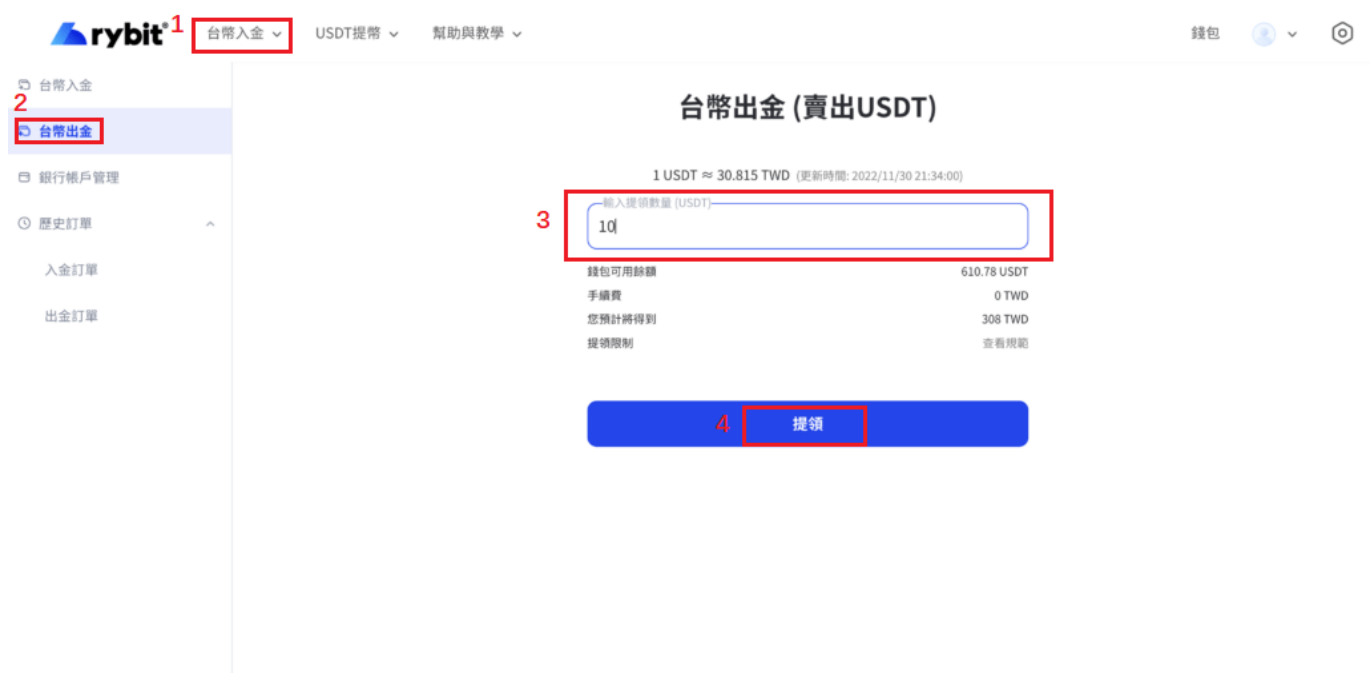 rybit 1 台幣入金 USDT提幣 幫助與教學 錢包
台幣入金
2
台幣出金
銀行帳戶管理
歷史訂單
入金訂單
出金訂單
台幣出金 (賣出USDT)
1 USDT ≈ 30.815 TWD (更新時間: 2022/11/30 21:34:00)
輸入提領數量 (USDT)
3 10
錢包可用餘額 610.78 USDT
手續費 0 TWD
您預計將得到 308 TWD
提領限制 查看規範
4 提領